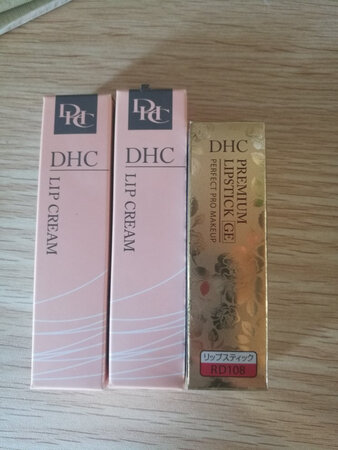 DHC
DHC
LIP CREAM
DHC
DHC
LIP CREAM
DHC
PREMIUM
LIPSTICK GE
PERFECT PRO MAKEUP
リップスティック
RD108